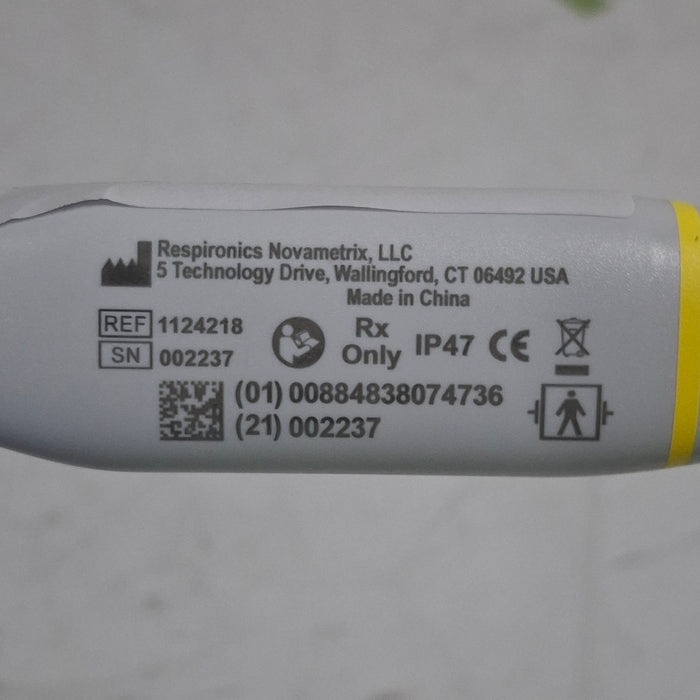 Respironics Novametrix, LLC
5 Technology Drive, Wallingford, CT 06492 USA
Made in China
REF 1124218
SN 002237
Rx
Only
IP47 CE
(01) 00884838074736
(21) 002237